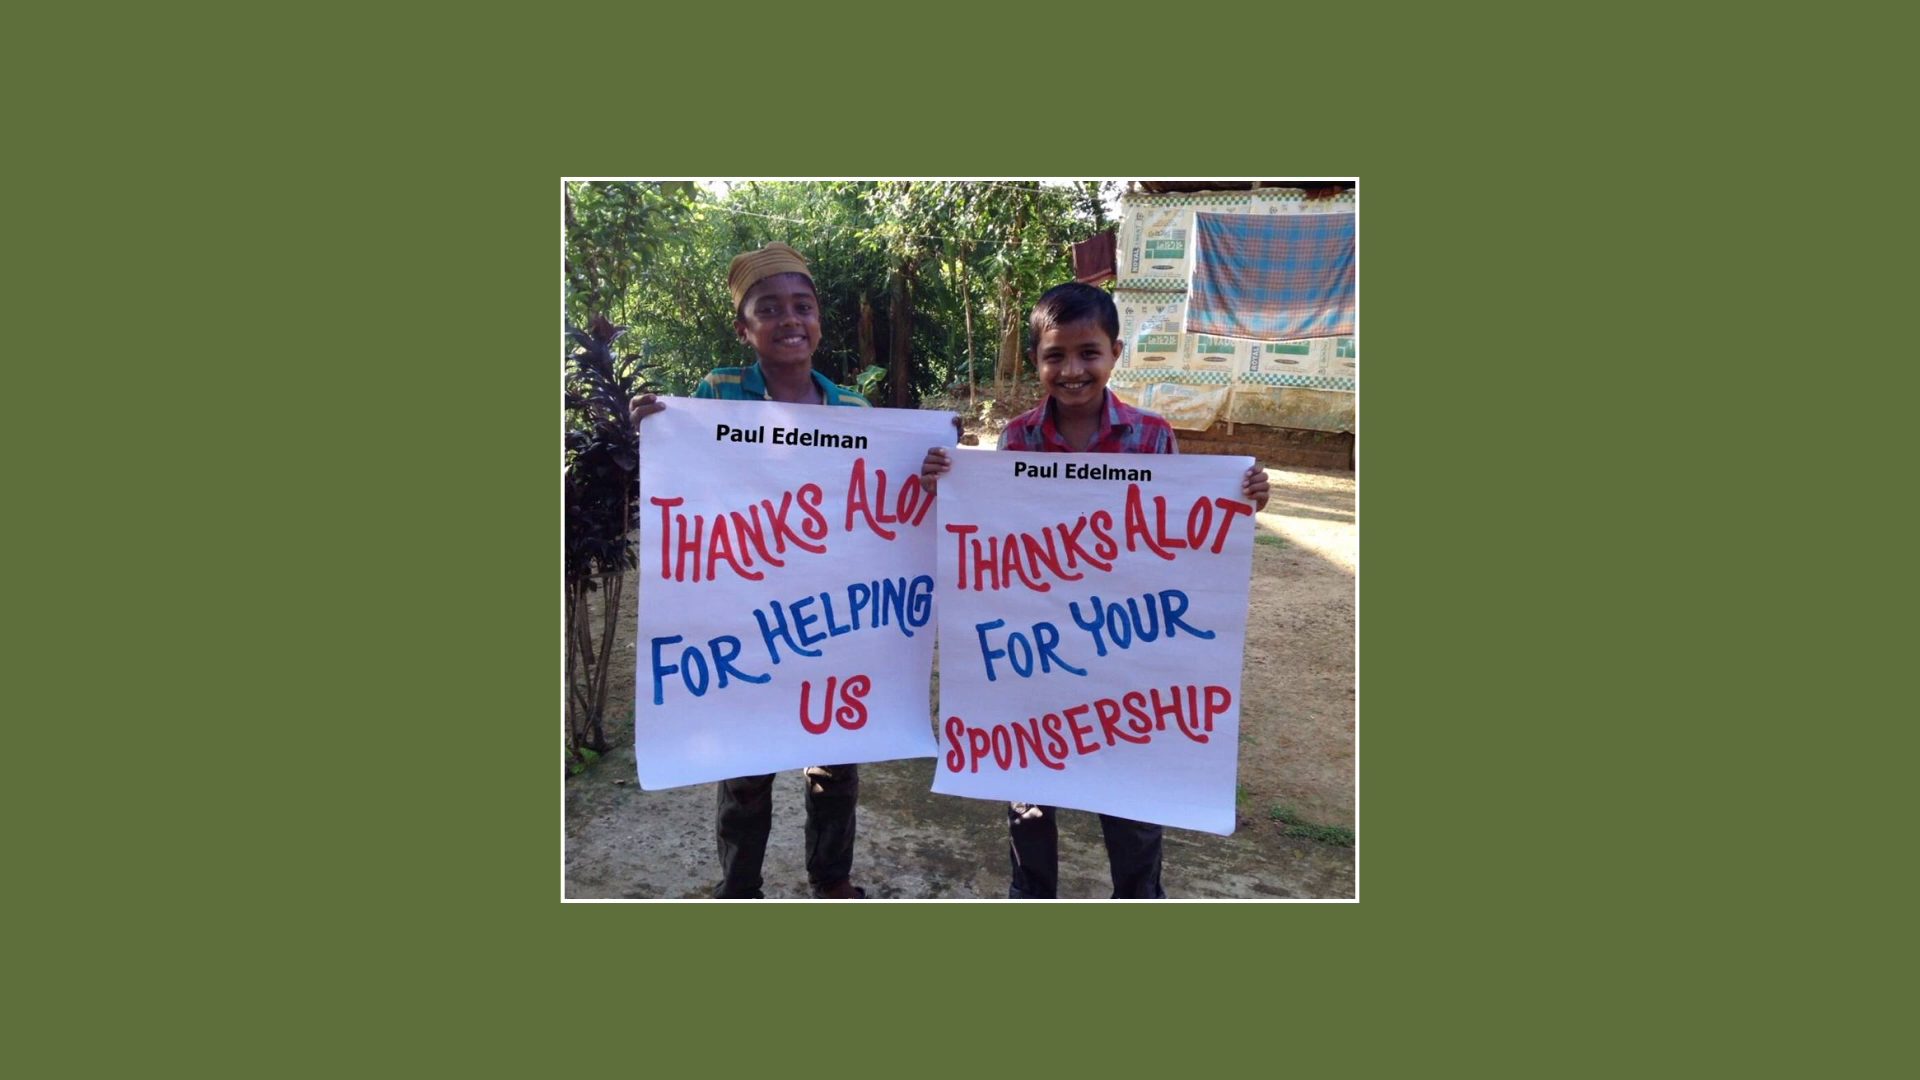 Paul Edelman
THANKS ALOT
FOR HELPING
US
Paul Edelman
THANKS ALOT
FOR YOUR
SPONSERSHIP